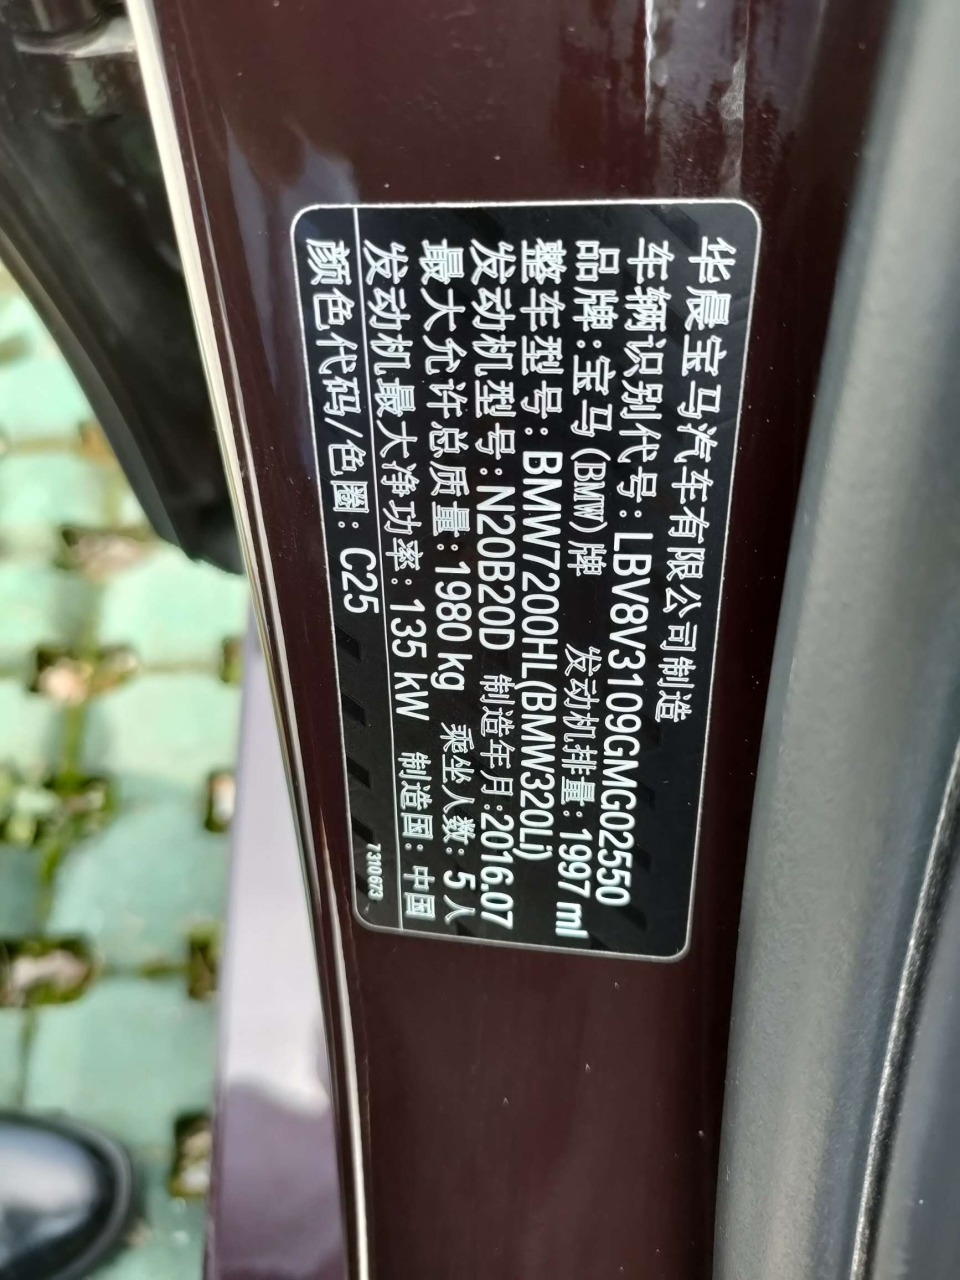 华晨宝马汽车有限公司制造
车辆识别代号: LBV8V3109GMG02550
品牌:宝马(BMW)牌 发动机排量:1997 ml
整车型号: BMW7200HL(BMW320Li)
发动机型号: N20B20D 制造年月:2016.07
最大允许总质量: 1980 kg 乘坐人数: 5 人
发动机最大净功率: 135 kW 制造国: 中国
颜色代码/色圈: C25
7310673